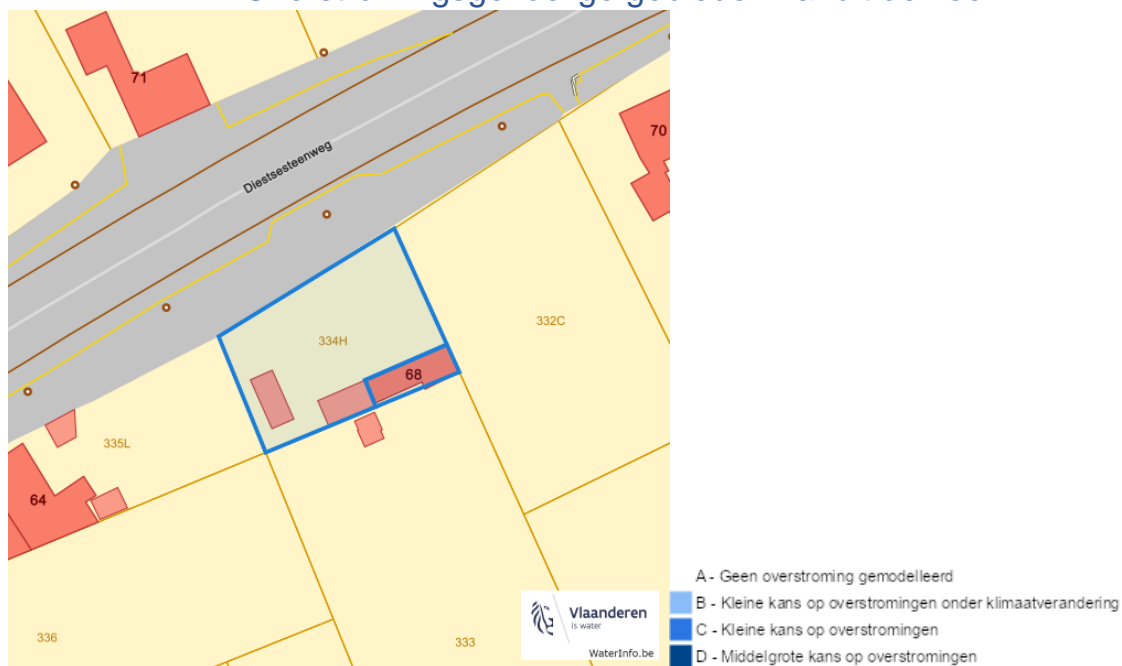 71
70
Diestsesteenweg
332C
334H
68
335L
64
A - Geen overstroming gemodelleerd
B - Kleine kans op overstromingen onder klimaatverandering
C - Kleine kans op overstromingen
D - Middelgrote kans op overstromingen
Vlaanderen
is water
WaterInfo.be
336
333